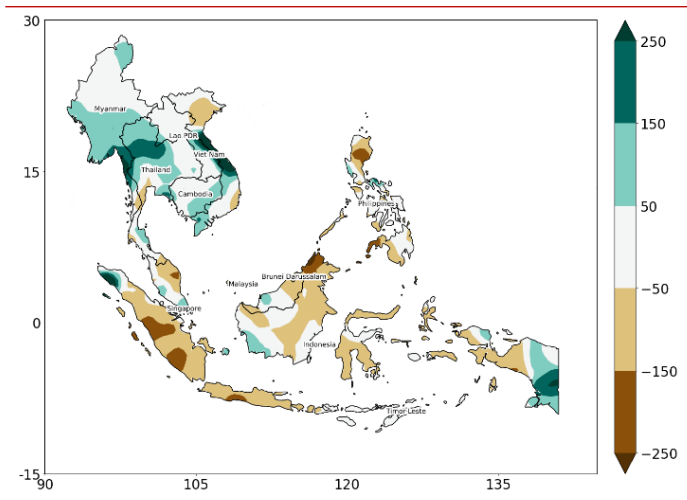 30
15
0
-15
90
105
120
135
Myanmar
Lao PDR
Viet Nam
Thailand
Cambodia
Philippines
Malaysia
Brunei Darussalam
Singapore
Indonesia
Timor-Leste
250
150
50
−50
−150
−250